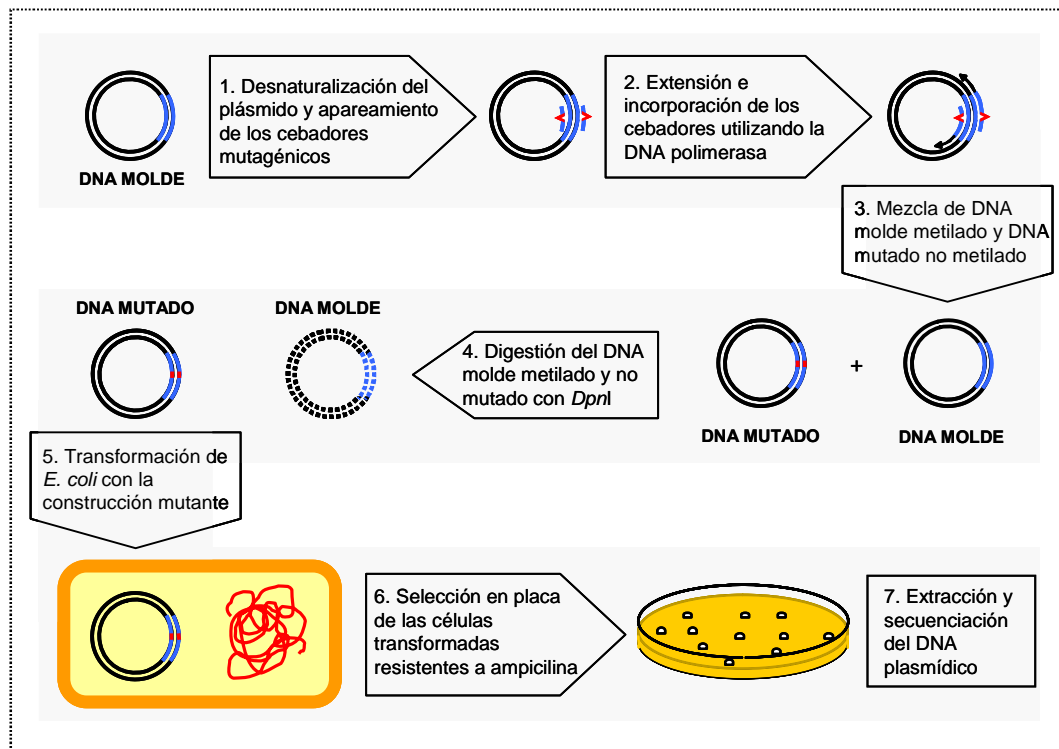 1. Desnaturalización del
plásmido y apareamiento
de los cebadores
mutagénicos
2. Extensión e
incorporación de los
cebadores utilizando la
DNA polimerasa
DNA MOLDE
3. Mezcla de DNA
molde metilado y DNA
mutado no metilado
DNA MUTADO
DNA MOLDE
4. Digestión del DNA
molde metilado y no
mutado con DpnI
+
DNA MUTADO
DNA MOLDE
5. Transformación de
E. coli con la
construcción mutante
6. Selección en placa
de las células
transformadas
resistentes a ampicilina
7. Extracción y
secuenciación
del DNA
plasmídico